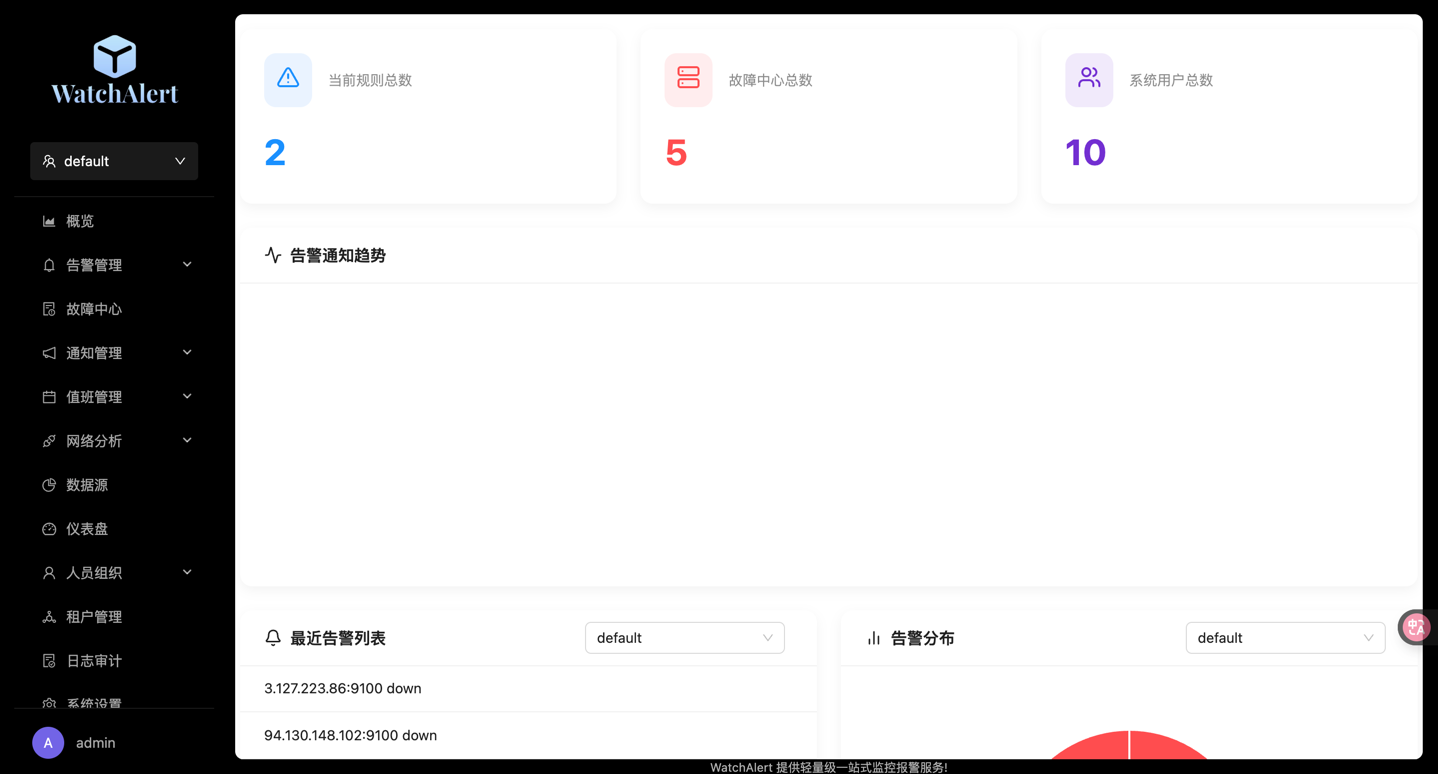 WatchAlert
default
概览
告警管理
故障中心
通知管理
值班管理
网络分析
数据源
仪表盘
人员组织
租户管理
日志审计
系统设置
A admin
当前规则总数
2
故障中心总数
5
系统用户总数
10
告警通知趋势
最近告警列表 default
3.127.223.86:9100 down
94.130.148.102:9100 down
告警分布 default
中 A
WatchAlert 提供轻量级一站式监控报警服务!